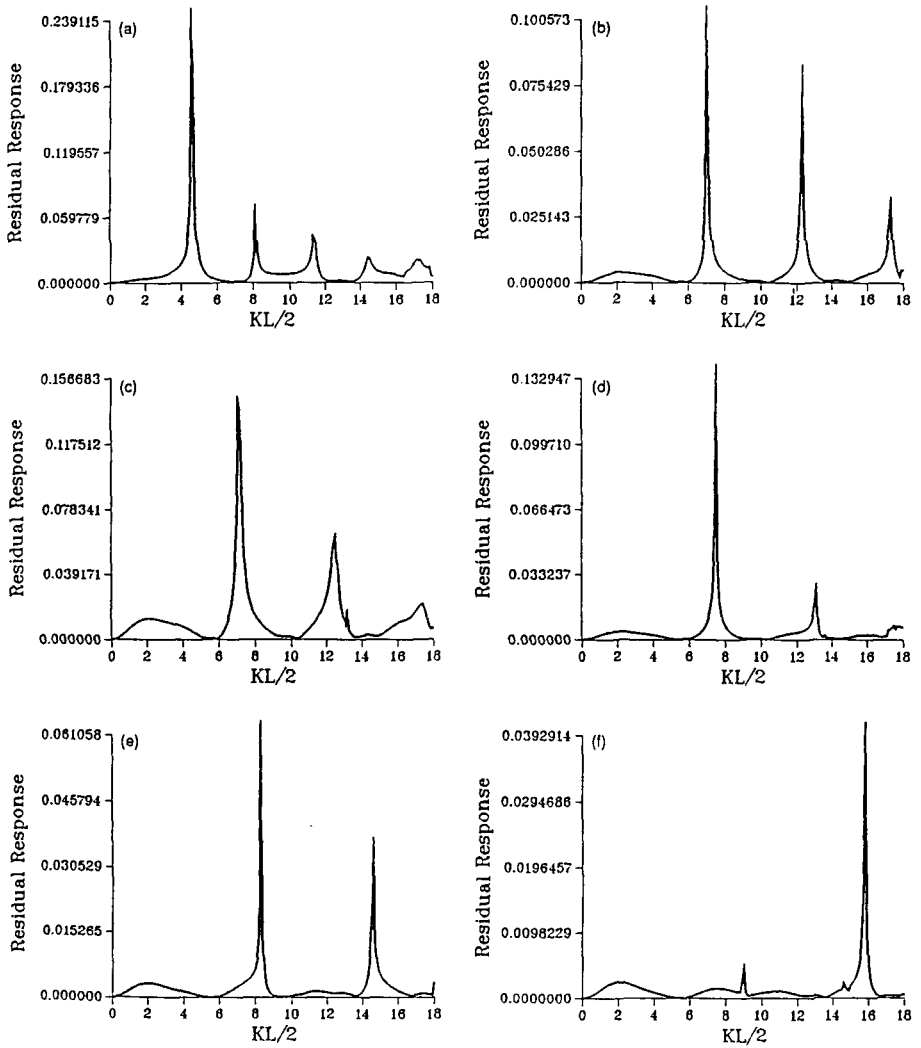 (a)
Residual Response
0.239115
0.179336
0.119557
0.059779
0.000000
0 2 4 6 8 10 12 14 16 18
KL/2
(b)
Residual Response
0.100573
0.075429
0.050286
0.025143
0.000000
0 2 4 6 8 10 12 14 16 18
KL/2
(c)
Residual Response
0.156683
0.117512
0.078341
0.039171
0.000000
0 2 4 6 8 10 12 14 16 18
KL/2
(d)
Residual Response
0.132947
0.099710
0.066473
0.033237
0.000000
0 2 4 6 8 10 12 14 16 18
KL/2
(e)
Residual Response
0.061058
0.045794
0.030529
0.015265
0.000000
0 2 4 6 8 10 12 14 16 18
KL/2
(f)
Residual Response
0.0392914
0.0294686
0.0196457
0.0098229
0.0000000
0 2 4 6 8 10 12 14 16 18
KL/2